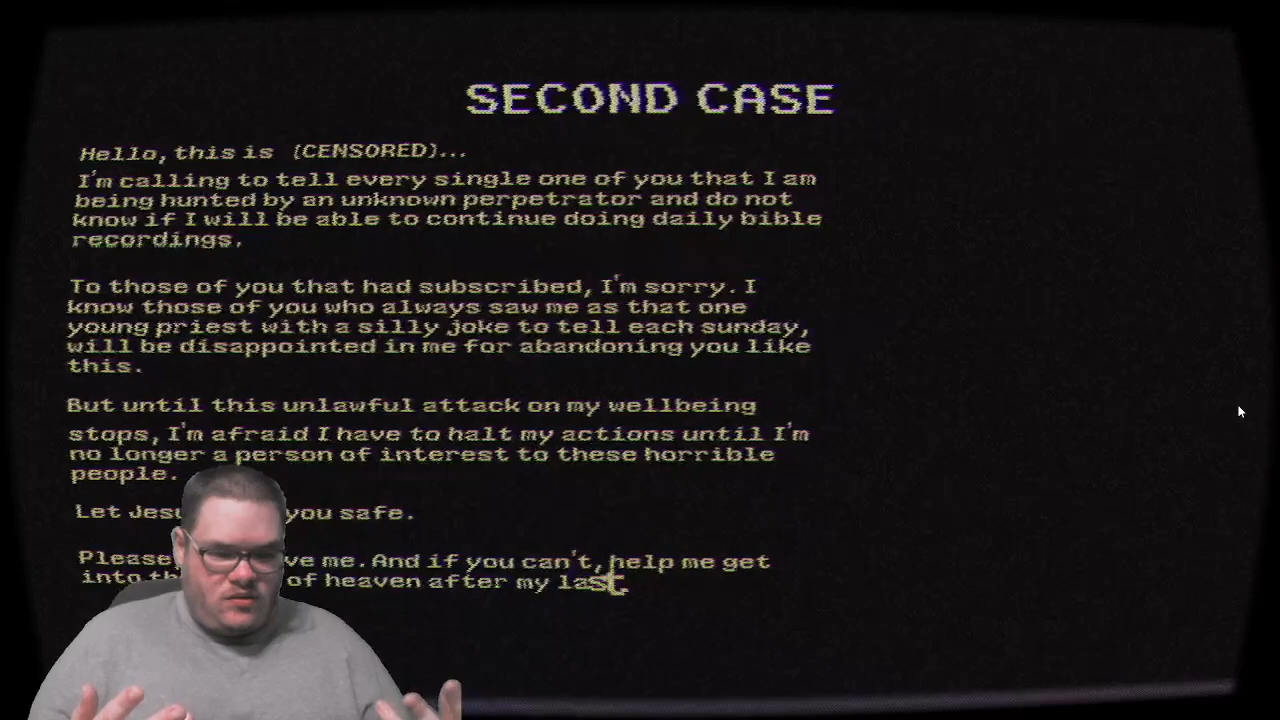 SECOND CASE
Hello, this is (CENSORED)...
I'm calling to tell every single one of you that I am
being hunted by an unknown perpetrator and do not
know if I will be able to continue doing daily bible
recordings.
To those of you that had subscribed, I'm sorry. I
know those of you who always saw me as that one
young priest with a silly joke to tell each sunday,
will be disappointed in me for abandoning you like
this.
But until this unlawful attack on my wellbeing
stops, I'm afraid I have to halt my actions until I'm
no longer a person of interest to these horrible
people.
Let you safe.
Please, me. And if you can't, help me get
into of heaven after my last.